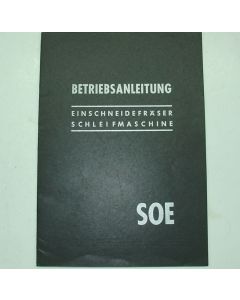 BETRIEBSANLEITUNG
EINSCHNEIDEFRÄSER
SCHLEIFMASCHINE
SOE